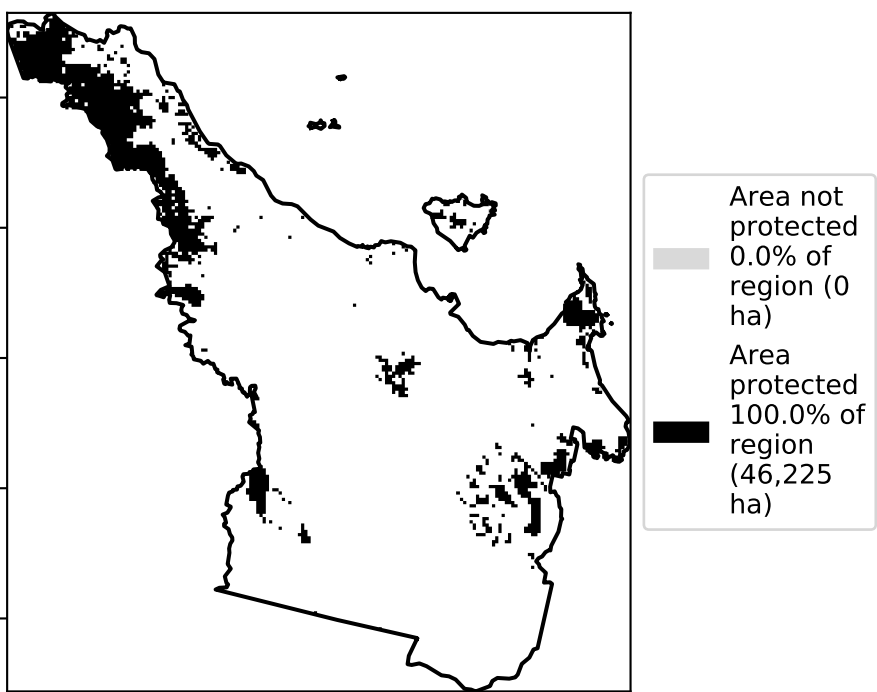 Area not
protected
0.0% of
region (0
ha)
Area
protected
100.0% of
region
(46,225
ha)